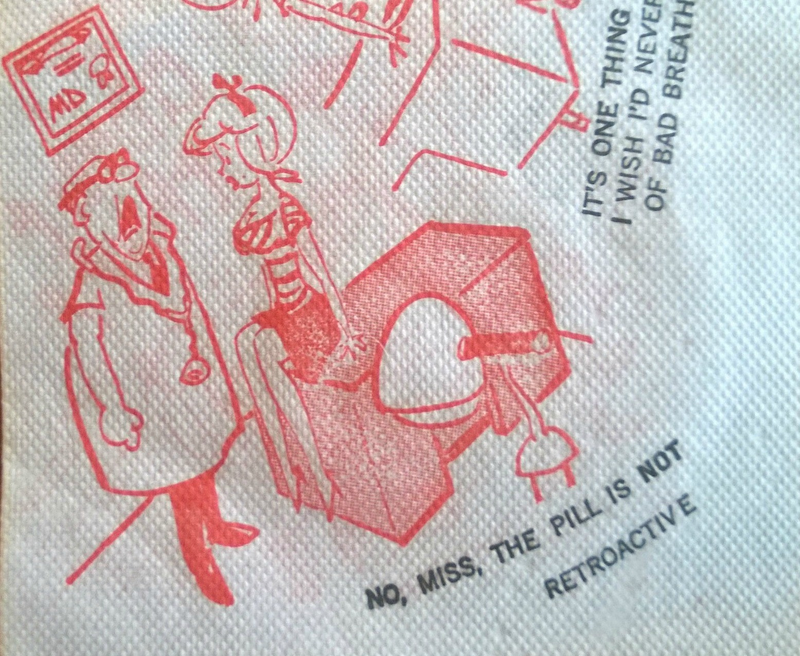 MD
IT'S ONE THING
I WISH I'D NEVER
OF BAD BREATH
NO, MISS, THE PILL IS NOT
RETROACTIVE